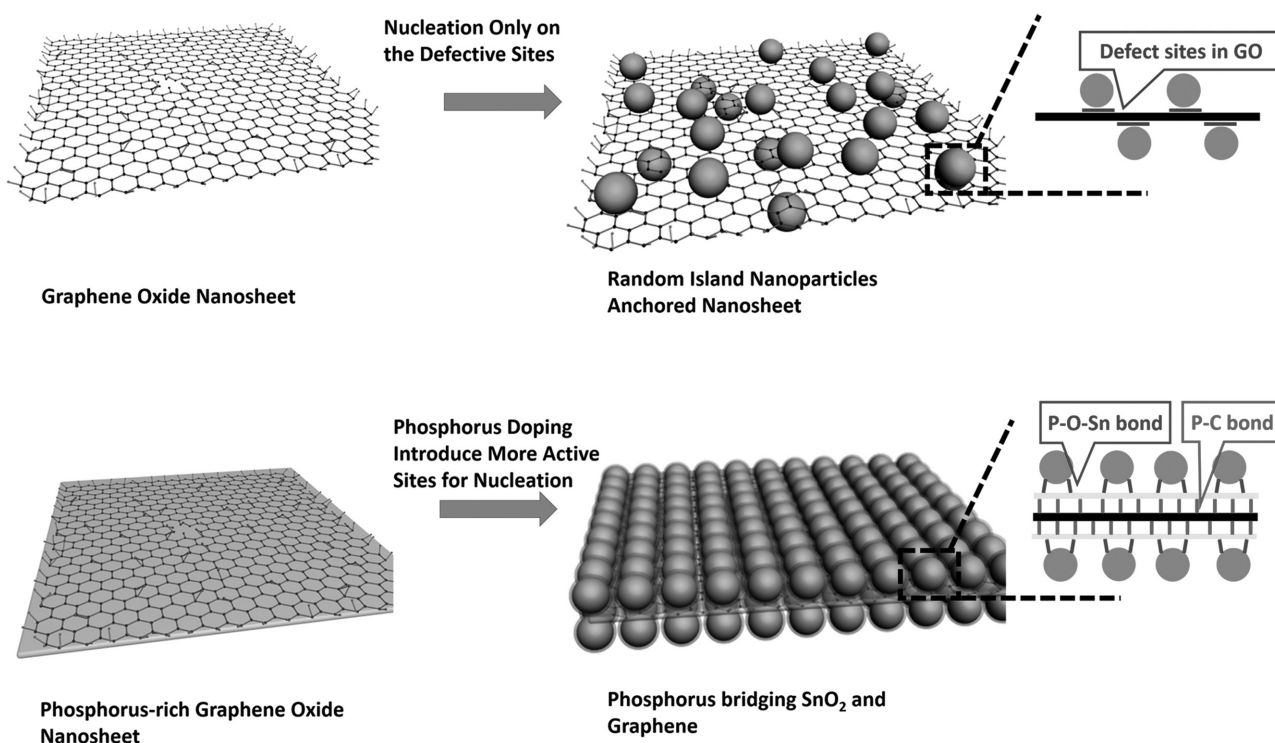 Nucleation Only on
the Defective Sites
Defect sites in GO
Graphene Oxide Nanosheet
Random Island Nanoparticles
Anchored Nanosheet
Phosphorus Doping
Introduce More Active
Sites for Nucleation
P-O-Sn bond
P-C bond
Phosphorus-rich Graphene Oxide
Nanosheet
Phosphorus bridging SnO₂ and
Graphene